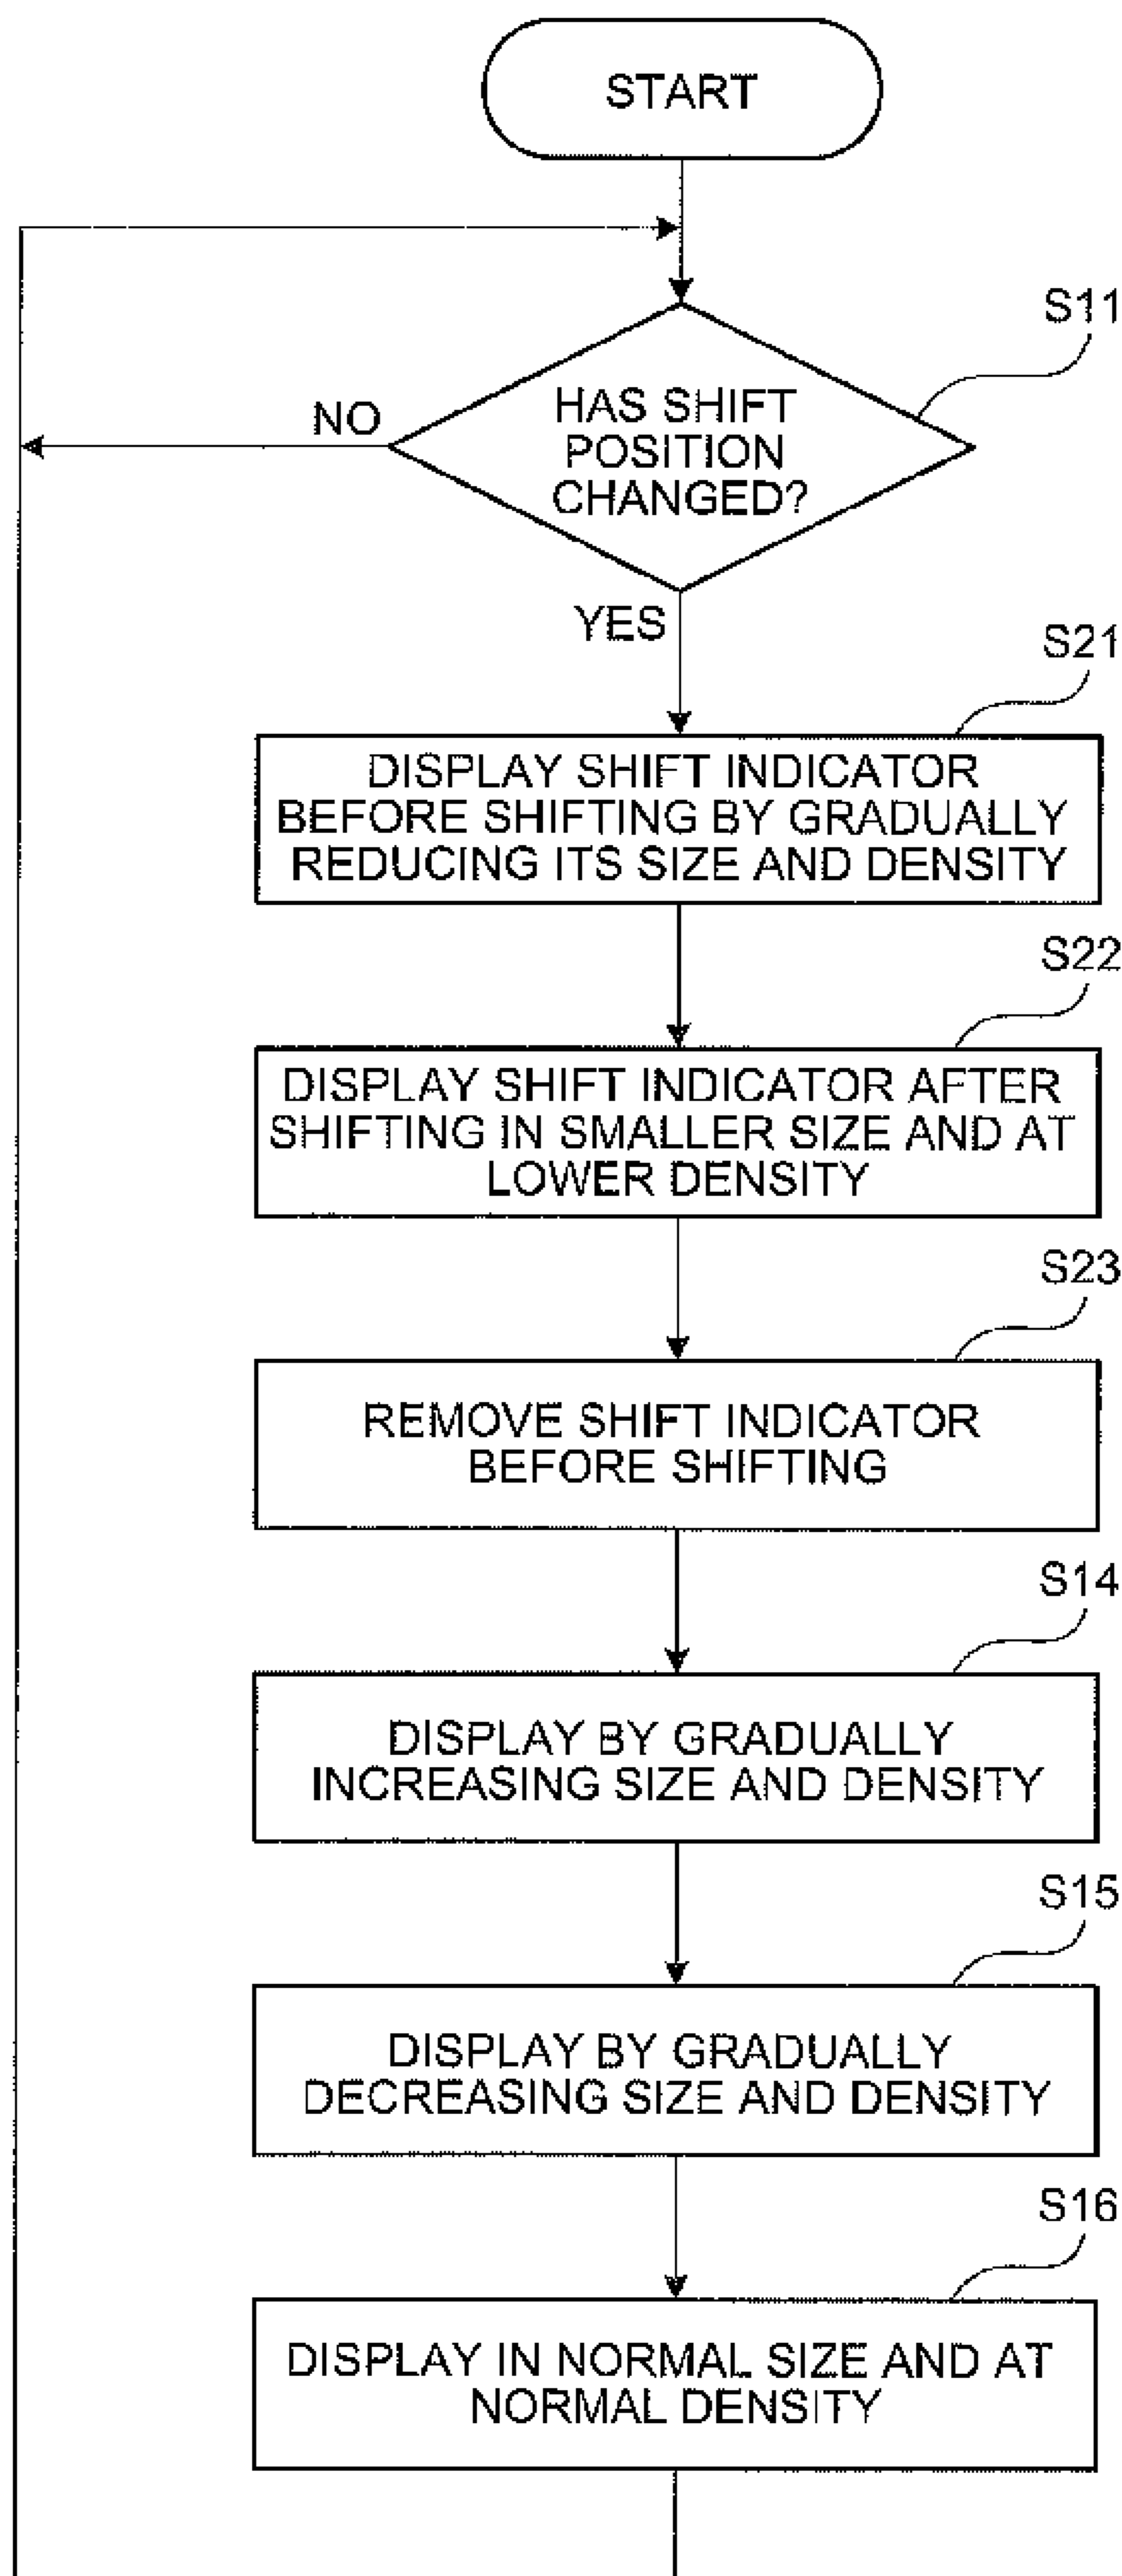 START
S11
HAS SHIFT
POSITION
CHANGED?
NO
YES
S21
DISPLAY SHIFT INDICATOR
BEFORE SHIFTING BY GRADUALLY
REDUCING ITS SIZE AND DENSITY
S22
DISPLAY SHIFT INDICATOR AFTER
SHIFTING IN SMALLER SIZE AND AT
LOWER DENSITY
S23
REMOVE SHIFT INDICATOR
BEFORE SHIFTING
S14
DISPLAY BY GRADUALLY
INCREASING SIZE AND DENSITY
S15
DISPLAY BY GRADUALLY
DECREASING SIZE AND DENSITY
S16
DISPLAY IN NORMAL SIZE AND AT
NORMAL DENSITY